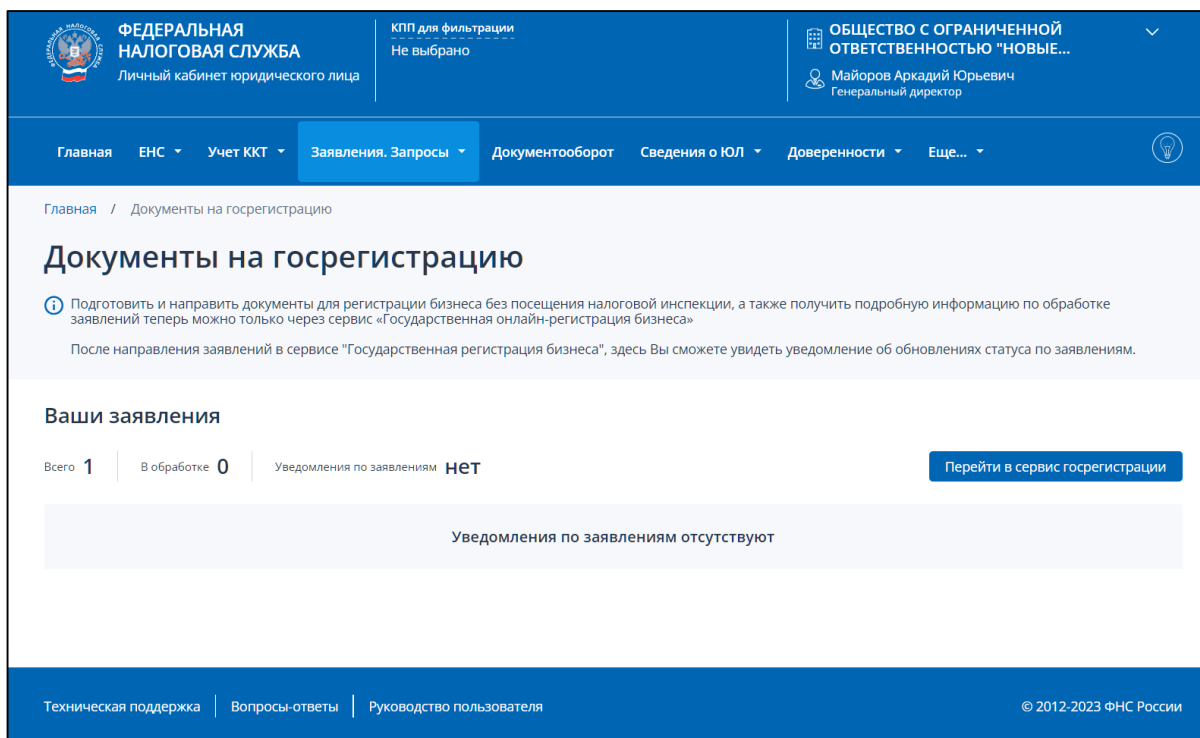 ФЕДЕРАЛЬНАЯ
НАЛОГОВАЯ СЛУЖБА
Личный кабинет юридического лица
КПП для фильтрации
Не выбрано
ОБЩЕСТВО С ОГРАНИЧЕННОЙ
ОТВЕТСТВЕННОСТЬЮ "НОВЫЕ...
Майоров Аркадий Юрьевич
Генеральный директор
Главная ЕНС Учет ККТ Заявления. Запросы Документооборот Сведения о ЮЛ Доверенности Еще...
Главная / Документы на госрегистрацию
Документы на госрегистрацию
Подготовить и направить документы для регистрации бизнеса без посещения налоговой инспекции, а также получить подробную информацию по обработке
заявлений теперь можно только через сервис «Государственная онлайн-регистрация бизнеса»
После направления заявлений в сервисе "Государственная регистрация бизнеса", здесь Вы сможете увидеть уведомление об обновлениях статуса по заявлениям.
Ваши заявления
Всего 1 В обработке 0 Уведомления по заявлениям нет
Перейти в сервис госрегистрации
Уведомления по заявлениям отсутствуют
Техническая поддержка Вопросы-ответы Руководство пользователя
© 2012-2023 ФНС России